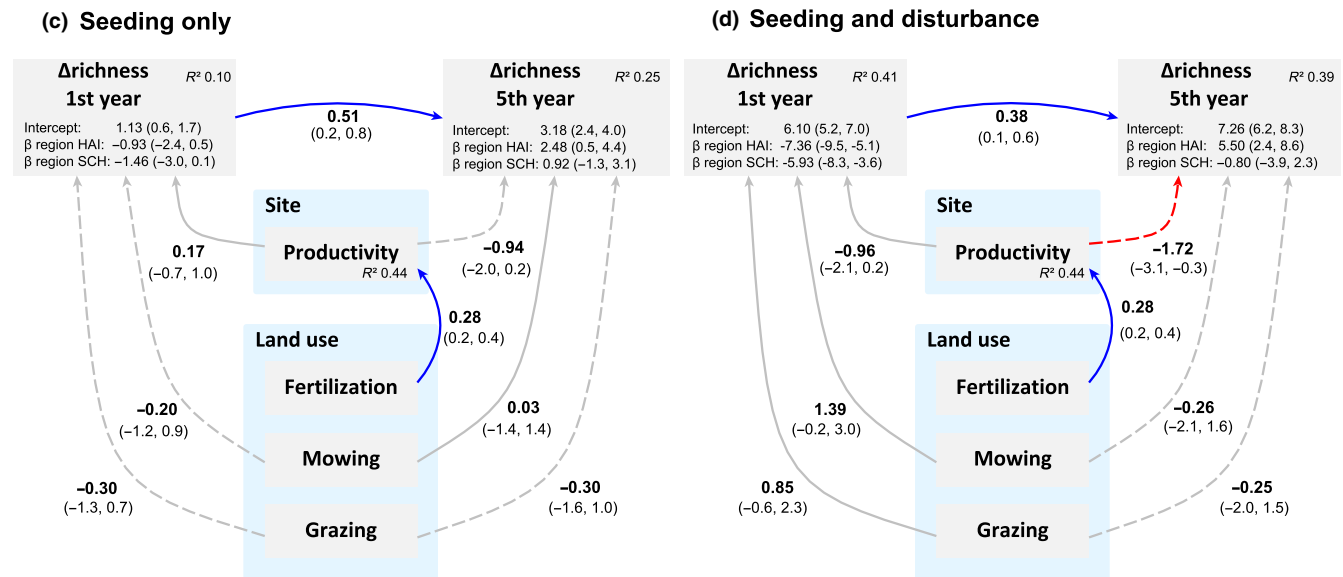 (c) Seeding only
Δrichness
1st year
R² 0.10
Intercept: 1.13 (0.6, 1.7)
β region HAI: −0.93 (−2.4, 0.5)
β region SCH: −1.46 (−3.0, 0.1)
0.51
(0.2, 0.8)
Δrichness
5th year
R² 0.25
Intercept: 3.18 (2.4, 4.0)
β region HAI: 2.48 (0.5, 4.4)
β region SCH: 0.92 (−1.3, 3.1)
Site
Productivity
R² 0.44
0.17
(−0.7, 1.0)
−0.94
(−2.0, 0.2)
0.28
(0.2, 0.4)
Land use
Fertilization
Mowing
Grazing
−0.20
(−1.2, 0.9)
0.03
(−1.4, 1.4)
−0.30
(−1.3, 0.7)
−0.30
(−1.6, 1.0)
(d) Seeding and disturbance
Δrichness
1st year
R² 0.41
Intercept: 6.10 (5.2, 7.0)
β region HAI: -7.36 (-9.5, -5.1)
β region SCH: -5.93 (-8.3, -3.6)
0.38
(0.1, 0.6)
Δrichness
5th year
R² 0.39
Intercept: 7.26 (6.2, 8.3)
β region HAI: 5.50 (2.4, 8.6)
β region SCH: −0.80 (−3.9, 2.3)
Site
Productivity
R² 0.44
−0.96
(−2.1, 0.2)
−1.72
(−3.1, −0.3)
0.28
(0.2, 0.4)
Land use
Fertilization
Mowing
Grazing
1.39
(−0.2, 3.0)
−0.26
(−2.1, 1.6)
0.85
(−0.6, 2.3)
−0.25
(−2.0, 1.5)